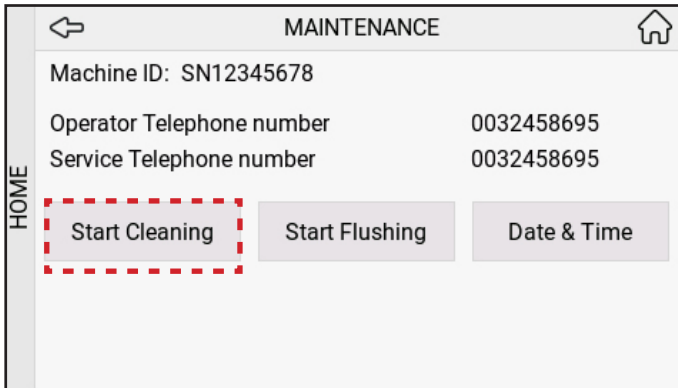 MAINTENANCE
HOME
Machine ID: SN12345678
Operator Telephone number 0032458695
Service Telephone number 0032458695
Start Cleaning Start Flushing Date & Time